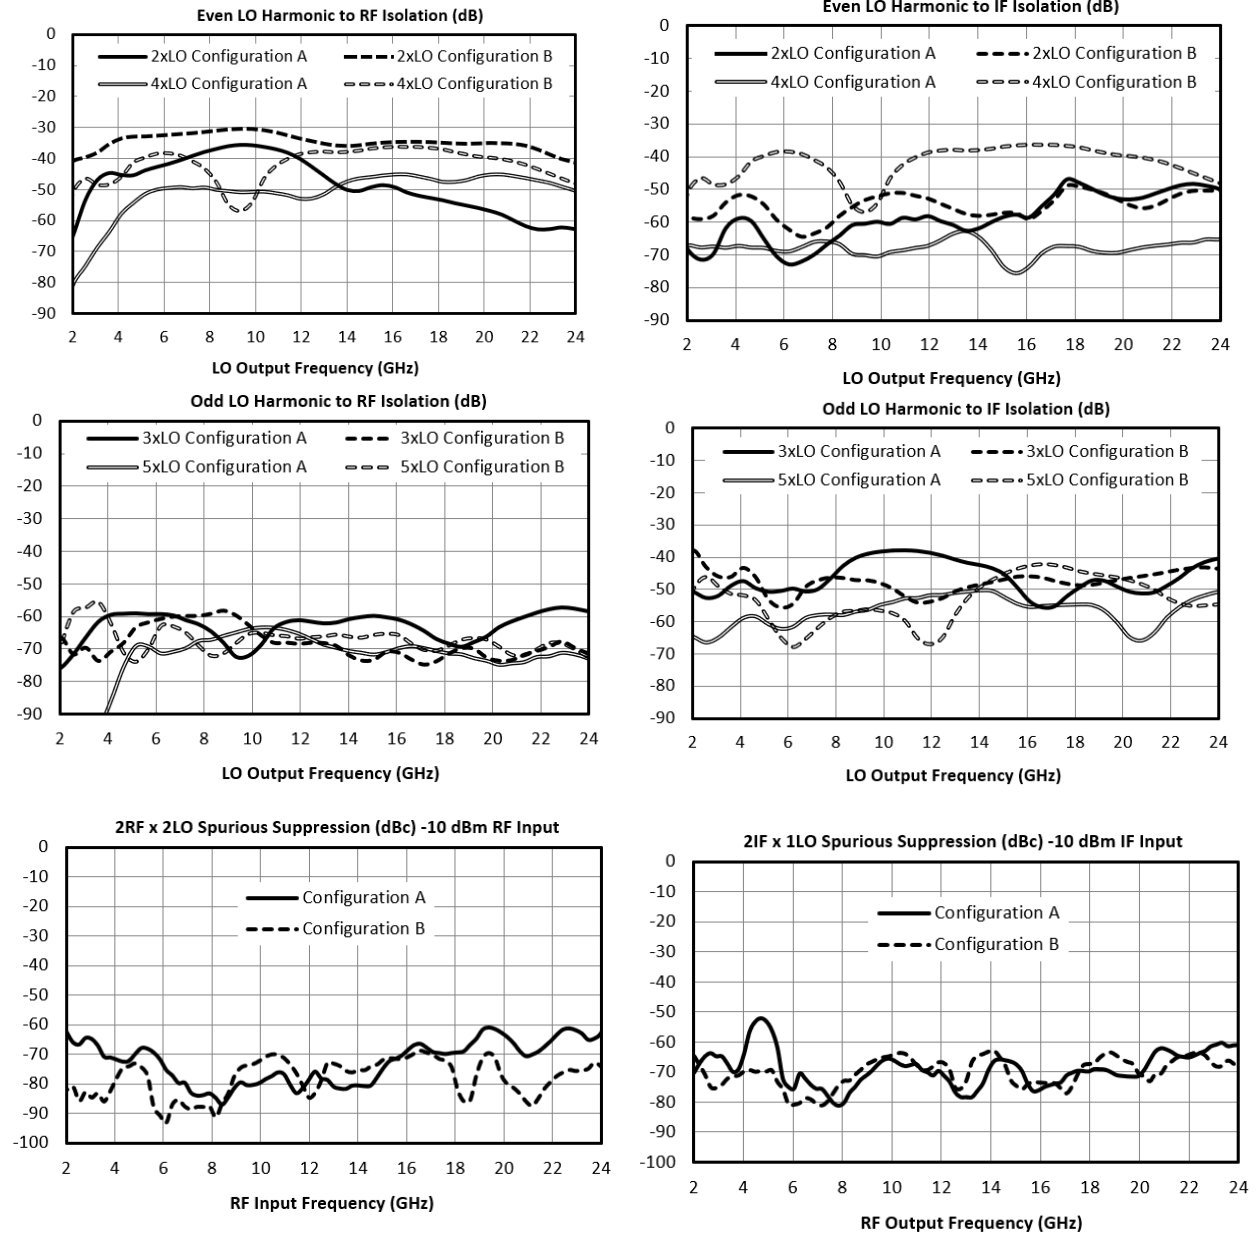 Even LO Harmonic to RF Isolation (dB)
0
-10
-20
-30
-40
-50
-60
-70
-80
-90
2xLO Configuration A
2xLO Configuration B
4xLO Configuration A
4xLO Configuration B
2 4 6 8 10 12 14 16 18 20 22 24
LO Output Frequency (GHz)
Even LO Harmonic to IF Isolation (dB)
0
-10
-20
-30
-40
-50
-60
-70
-80
-90
2xLO Configuration A
2xLO Configuration B
4xLO Configuration A
4xLO Configuration B
2 4 6 8 10 12 14 16 18 20 22 24
LO Output Frequency (GHz)
Odd LO Harmonic to RF Isolation (dB)
0
-10
-20
-30
-40
-50
-60
-70
-80
-90
3xLO Configuration A
3xLO Configuration B
5xLO Configuration A
5xLO Configuration B
2 4 6 8 10 12 14 16 18 20 22 24
LO Output Frequency (GHz)
Odd LO Harmonic to IF Isolation (dB)
0
-10
-20
-30
-40
-50
-60
-70
-80
-90
3xLO Configuration A
3xLO Configuration B
5xLO Configuration A
5xLO Configuration B
2 4 6 8 10 12 14 16 18 20 22 24
LO Output Frequency (GHz)
2RF x 2LO Spurious Suppression (dBc) -10 dBm RF Input
0
-10
-20
-30
-40
-50
-60
-70
-80
-90
-100
Configuration A
Configuration B
2 4 6 8 10 12 14 16 18 20 22 24
RF Input Frequency (GHz)
2IF x 1LO Spurious Suppression (dBc) -10 dBm IF Input
0
-10
-20
-30
-40
-50
-60
-70
-80
-90
-100
Configuration A
Configuration B
2 4 6 8 10 12 14 16 18 20 22 24
RF Output Frequency (GHz)